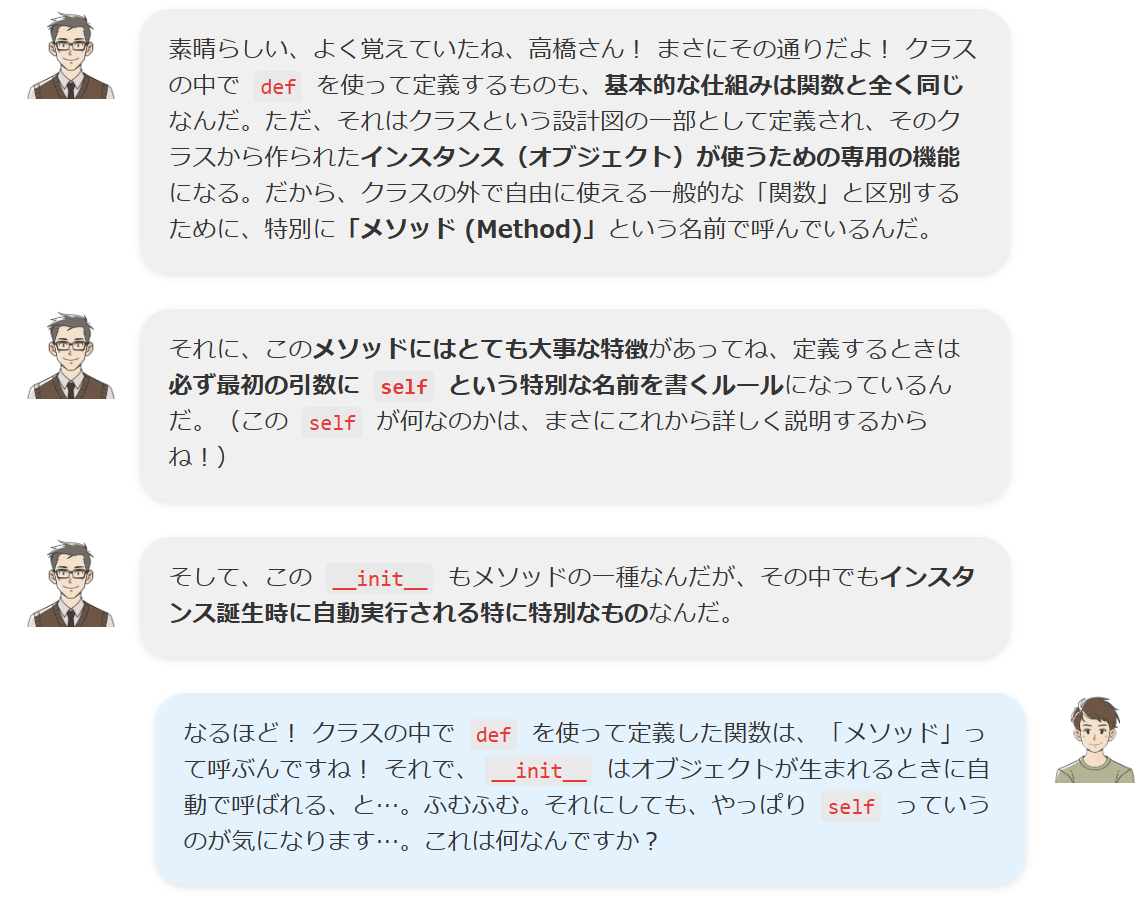 素晴らしい、よく覚えていたね、高橋さん！ まさにその通りだよ！ クラス
の中で def を使って定義するものも、基本的な仕組みは関数と全く同じ
なんだ。ただ、それはクラスという設計図の一部として定義され、そのク
ラスから作られたインスタンス（オブジェクト）が使うための専用の機能
になる。だから、クラスの外で自由に使える一般的な「関数」と区別する
ために、特別に「メソッド (Method)」という名前で呼んでいるんだ。
それに、このメソッドにはとても大事な特徴があってね、定義するときは
必ず最初の引数に self という特別な名前を書くルールになっているん
だ。（この self が何なのかは、まさにこれから詳しく説明するから
ね！）
そして、この __init__ もメソッドの一種なんだが、その中でもインスタ
ンス誕生時に自動実行される特に特別なものなんだ。
なるほど！ クラスの中で def を使って定義した関数は、「メソッド」っ
て呼ぶんですね！ それで、 __init__ はオブジェクトが生まれるときに自
動で呼ばれる、と…。ふむふむ。それにしても、やっぱり self っていう
のが気になります…。これは何なんですか？